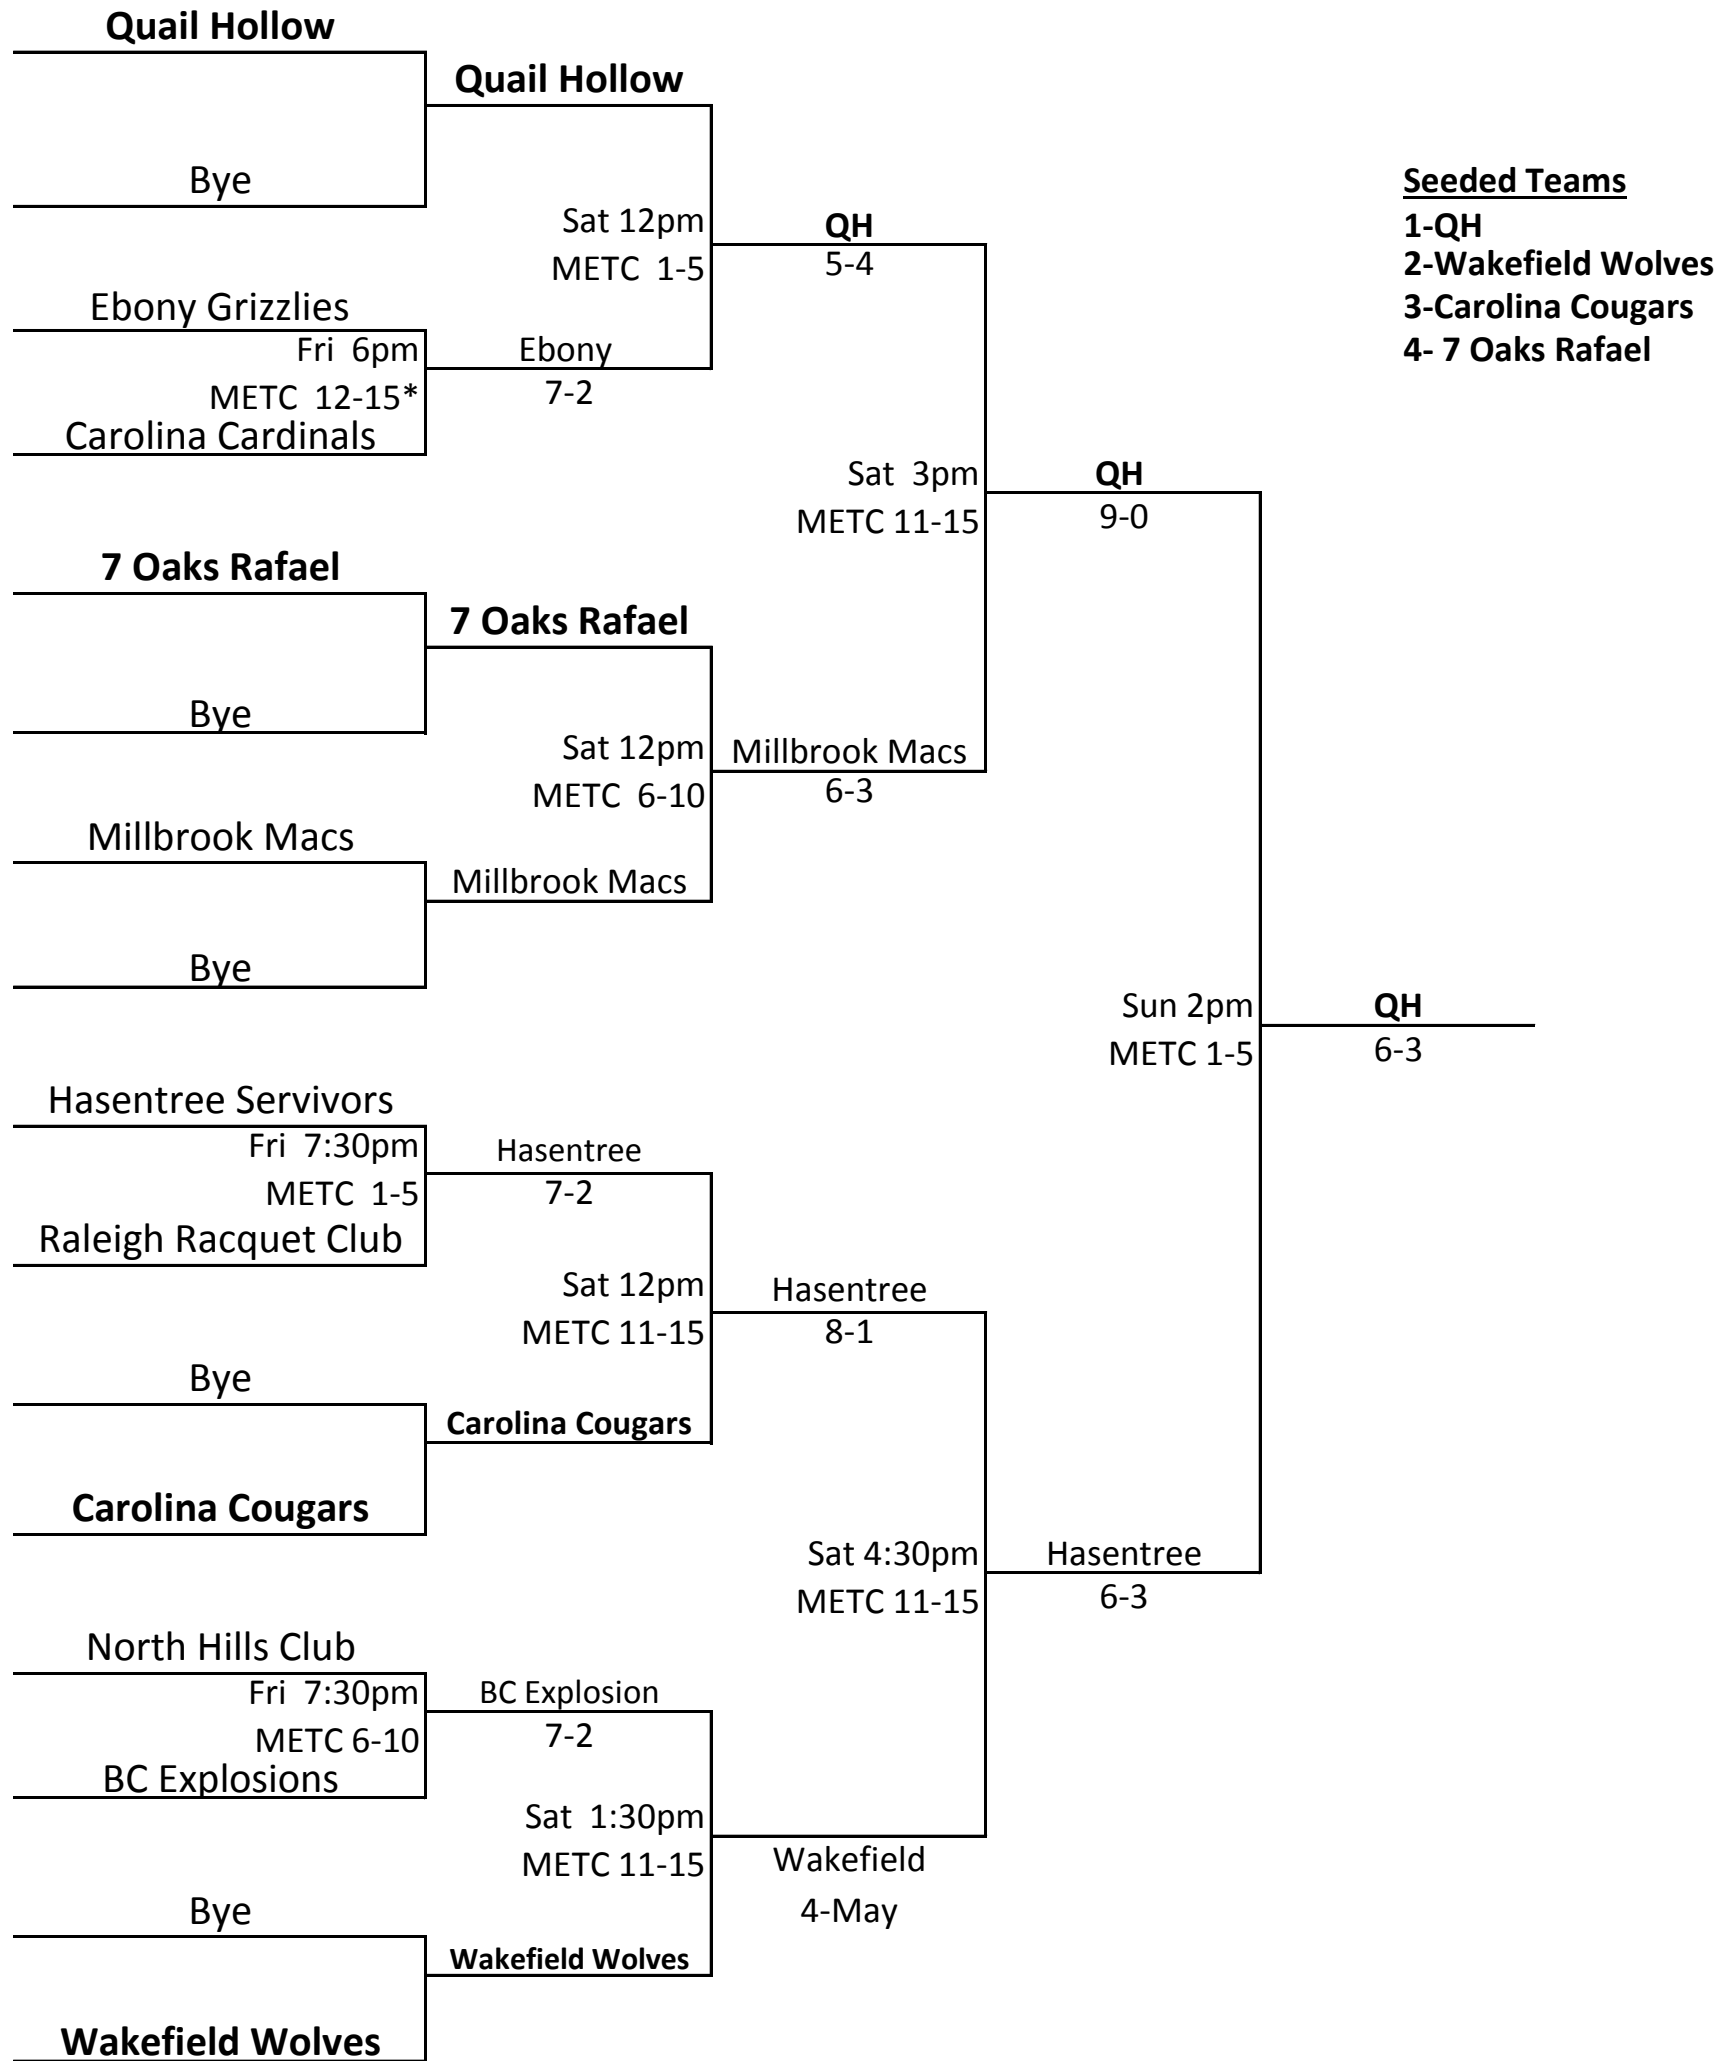 Quail Hollow
Quail Hollow
Bye
Seeded Teams
Sat 12pm
QH
1-QH
METC 1-5
5-4
2-Wakefield Wolves
Ebony Grizzlies
3-Carolina Cougars
Fri 6pm
Ebony
4- 7 Oaks Rafael
METC 12-15*
7-2
Carolina Cardinals
Sat 3pm
QH
METC 11-15
9-0
7 Oaks Rafael
7 Oaks Rafael
Bye
Sat 12pm
Millbrook Macs
METC 6-10
6-3
Millbrook Macs
Millbrook Macs
Bye
Sun 2pm
QH
METC 1-5
6-3
Hasentree Servivors
Fri 7:30pm
Hasentree
METC 1-5
7-2
Raleigh Racquet Club
Sat 12pm
Hasentree
METC 11-15
8-1
Bye
Carolina Cougars
Carolina Cougars
Sat 4:30pm
Hasentree
METC 11-15
6-3
North Hills Club
Fri 7:30pm
BC Explosion
METC 6-10
7-2
BC Explosions
Sat 1:30pm
METC 11-15
Wakefield
4-May
Bye
Wakefield Wolves
Wakefield Wolves